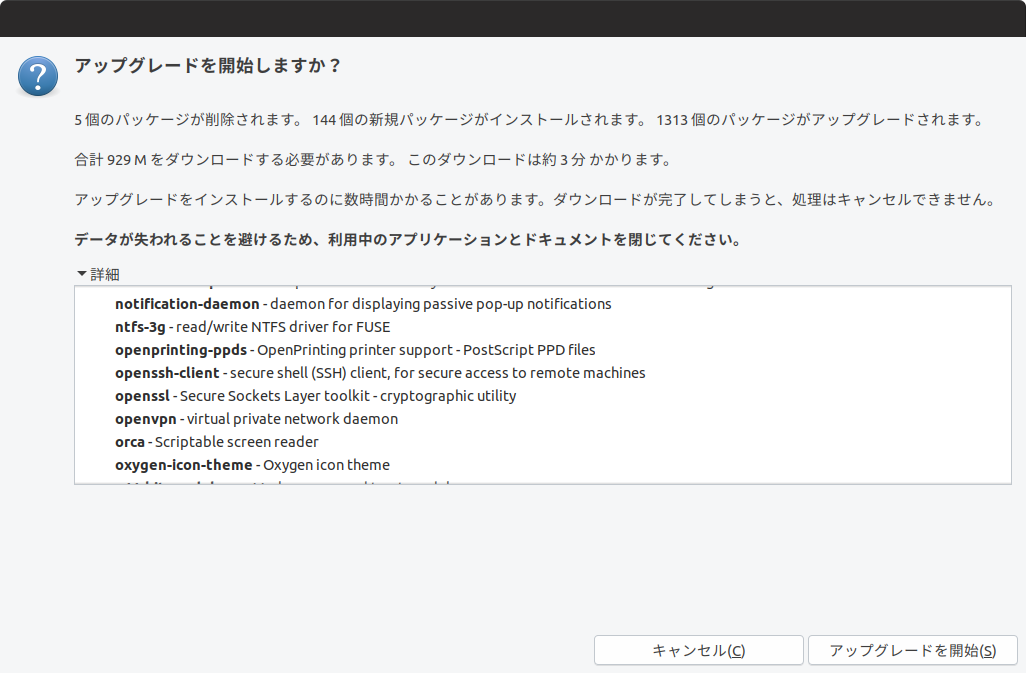 アップグレードを開始しますか？
5 個のパッケージが削除されます。 144 個の新規パッケージがインストールされます。 1313 個のパッケージがアップグレードされます。
合計 929 M をダウンロードする必要があります。 このダウンロードは約 3 分 かかります。
アップグレードをインストールするのに数時間かかることがあります。ダウンロードが完了してしまうと、処理はキャンセルできません。
データが失われることを避けるため、利用中のアプリケーションとドキュメントを閉じてください。
詳細
notification-daemon - daemon for displaying passive pop-up notifications
ntfs-3g - read/write NTFS driver for FUSE
openprinting-ppds - OpenPrinting printer support - PostScript PPD files
openssh-client - secure shell (SSH) client, for secure access to remote machines
openssl - Secure Sockets Layer toolkit - cryptographic utility
openvpn - virtual private network daemon
orca - Scriptable screen reader
oxygen-icon-theme - Oxygen icon theme
キャンセル(C) アップグレードを開始(S)